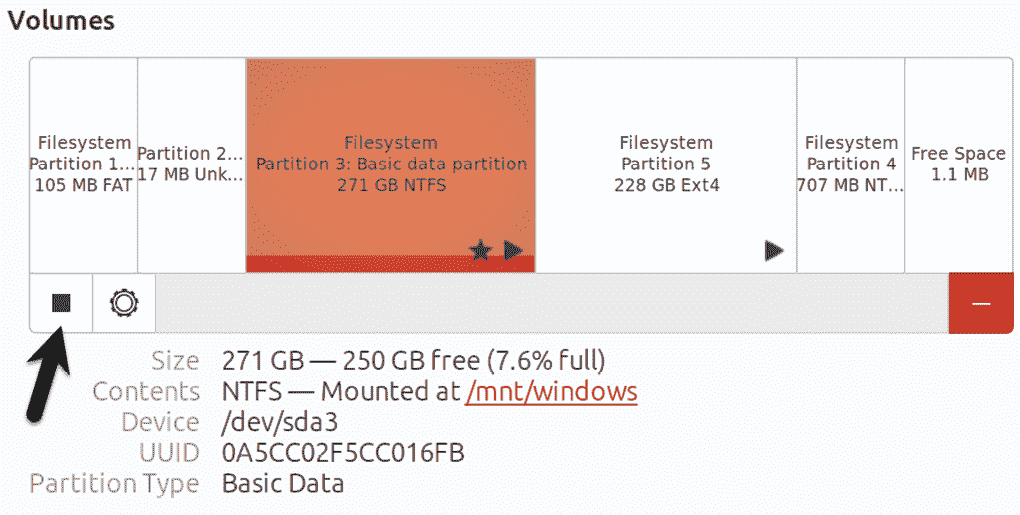 Volumes
Filesystem
Partition 1...
105 MB FAT
Partition 2...
17 MB Unk...
Filesystem
Partition 3: Basic data partition
271 GB NTFS
Filesystem
Partition 5
228 GB Ext4
Filesystem
Partition 4
707 MB NT...
Free Space
1.1 MB
Size 271 GB — 250 GB free (7.6% full)
Contents NTFS — Mounted at /mnt/windows
Device /dev/sda3
UUID 0A5CC02F5CC016FB
Partition Type Basic Data